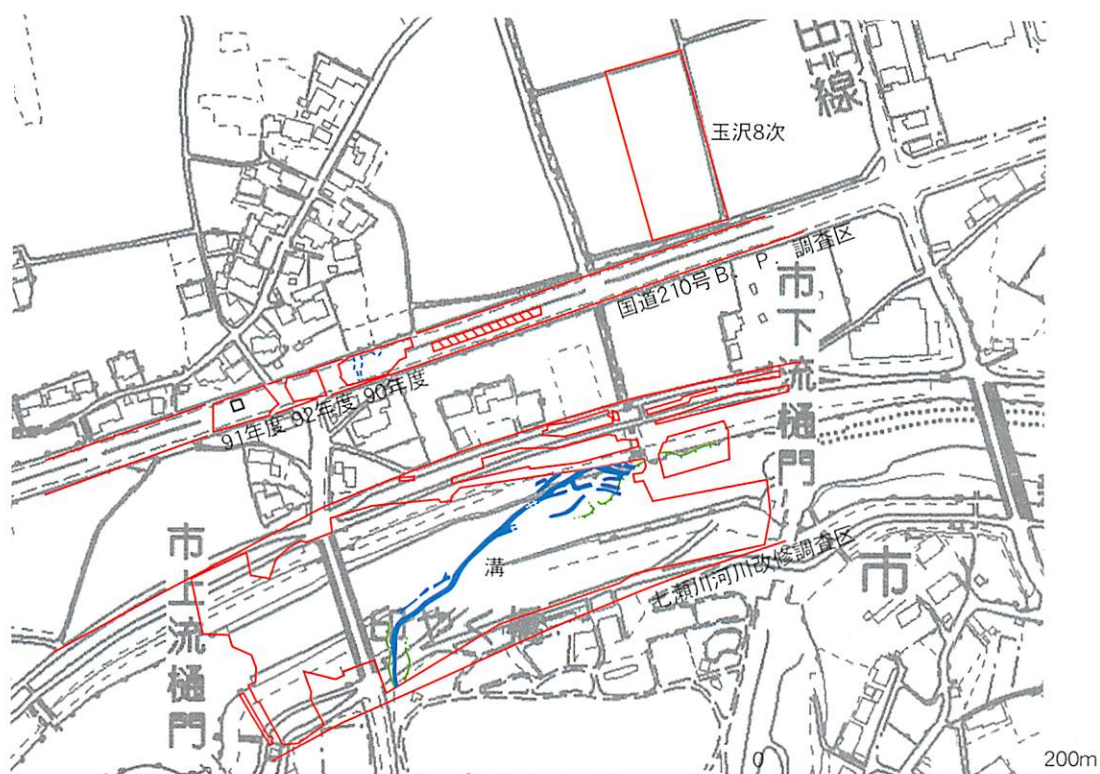 田線
玉沢8次
国道210号B.P.調査区
市下流樋門
91年度 92年度 90年度
溝
市上流樋門
七瀬川河川改修調査区
市
0 200m